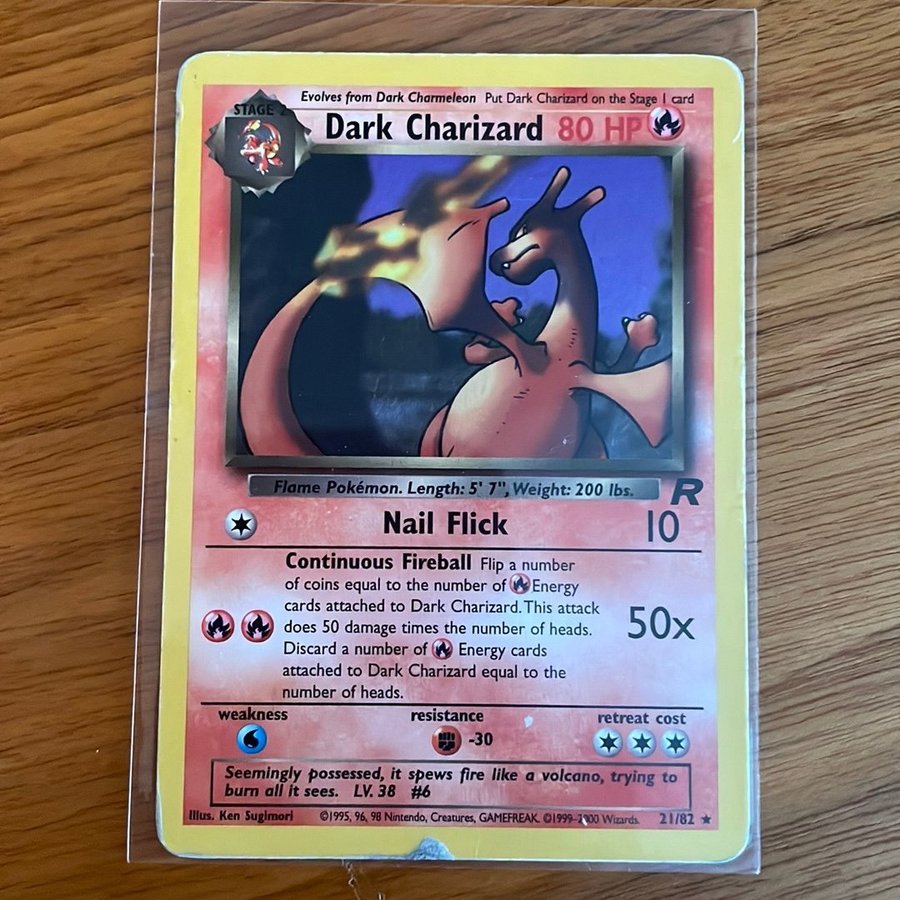 Evolves from Dark Charmeleon Put Dark Charizard on the Stage 1 card
STAGE 2
Dark Charizard 80 HP
Flame Pokémon. Length: 5' 7", Weight: 200 lbs.
R
Nail Flick 10
Continuous Fireball Flip a number
of coins equal to the number of Energy
cards attached to Dark Charizard. This attack
does 50 damage times the number of heads.
50x
Discard a number of Energy cards
attached to Dark Charizard equal to the
number of heads.
weakness resistance retreat cost
-30
Seemingly possessed, it spews fire like a volcano, trying to
burn all it sees. LV. 38 #6
Illus. Ken Sugimori ©1995, 96, 98 Nintendo, Creatures, GAMEFREAK. ©1999-2000 Wizards. 21/82 ★